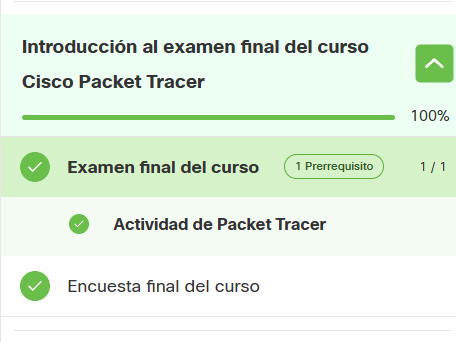 Introducción al examen final del curso
Cisco Packet Tracer
100%
Examen final del curso 1 Prerrequisito 1 / 1
Actividad de Packet Tracer
Encuesta final del curso